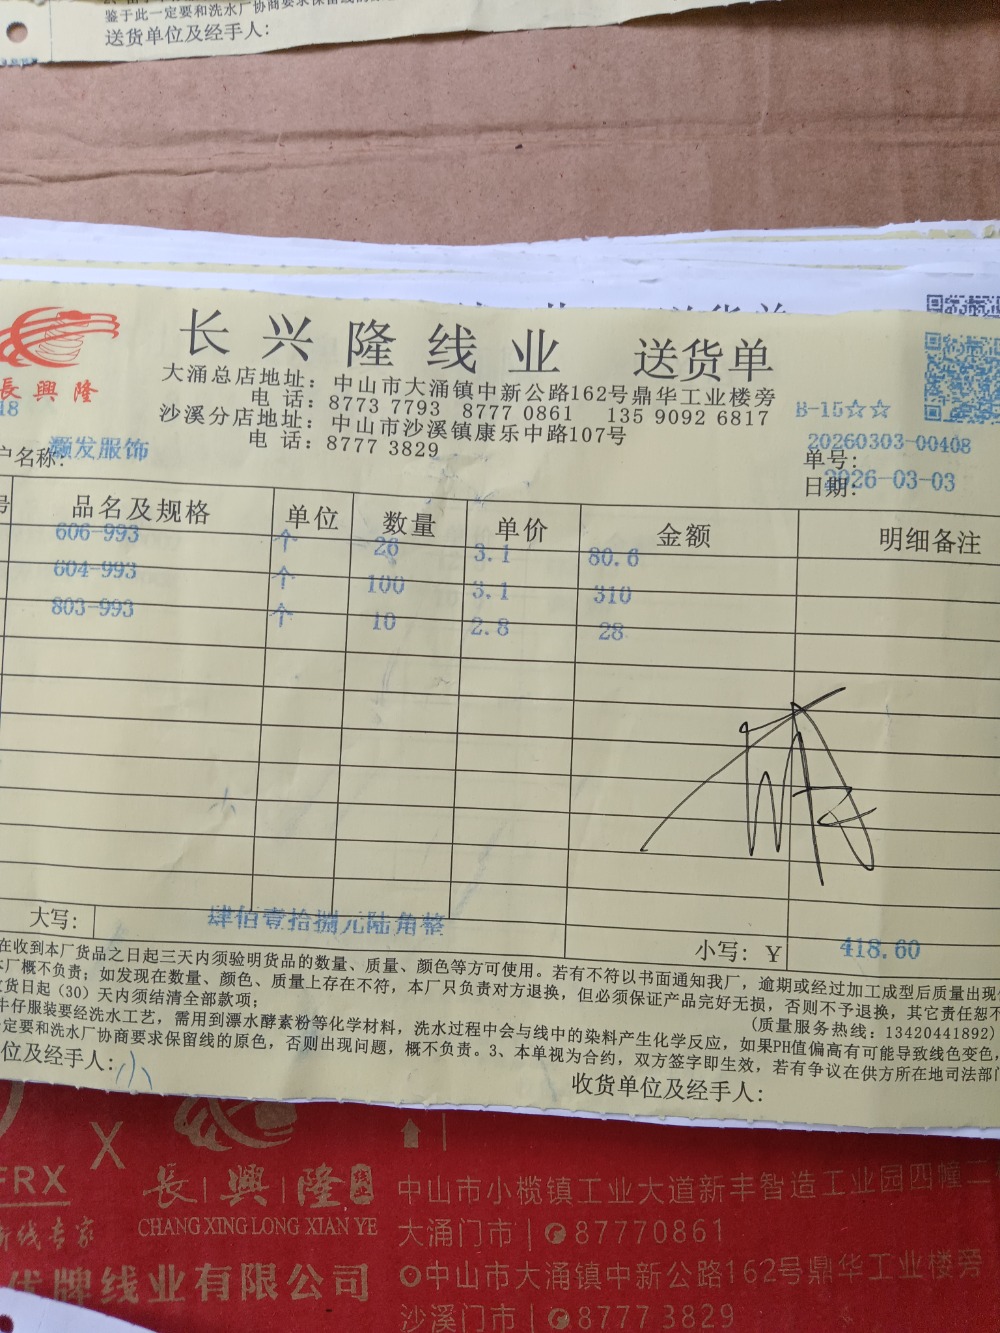 鉴于此一定要和洗水厂协商要求保留线的
送货单位及经手人:
長興隆
长兴隆线业 送货单
大涌总店地址：中山市大涌镇中新公路162号鼎华工业楼旁
电 话：8773 7793 8777 0861 135 9092 6817
沙溪分店地址：中山市沙溪镇康乐中路107号
电 话：8777 3829
18
B-15☆☆
户名称: 灏发服饰
单号: 20260303-00408
日期: 2026-03-03
号 品名及规格 单位 数量 单价 金额 明细备注
606-993 个 26 3.1 80.6
604-993 个 100 3.1 310
803-993 个 10 2.8 28
大写: 肆佰壹拾捌元陆角整 小写: ¥ 418.60
在收到本厂货品之日起三天内须验明货品的数量、质量、颜色等方可使用。若有不符以书面通知我厂，逾期或经过加工成型后质量出现
本厂概不负责；如发现在数量、颜色、质量上存在不符，本厂只负责对方退换，但必须保证产品完好无损，否则不予退换，其它责任恕不
货日起（30）天内须结清全部款项； (质量服务热线: 13420441892)
牛仔服装要经洗水工艺，需用到漂水酵素粉等化学材料，洗水过程中会与线中的染料产生化学反应，如果PH值偏高有可能导致线色变色，
定要和洗水厂协商要求保留线的原色，否则出现问题，概不负责。3、本单视为合约，双方签字即生效，若有争议在供方所在地司法部门
位及经手人: 小 收货单位及经手人:
FRX X 長興隆线业
CHANG XING LONG XIAN YE
线专家
优牌线业有限公司
中山市小榄镇工业大道新丰智造工业园四幢二
大涌门市 87770861
中山市大涌镇中新公路162号鼎华工业楼旁
沙溪门市 8777 3829